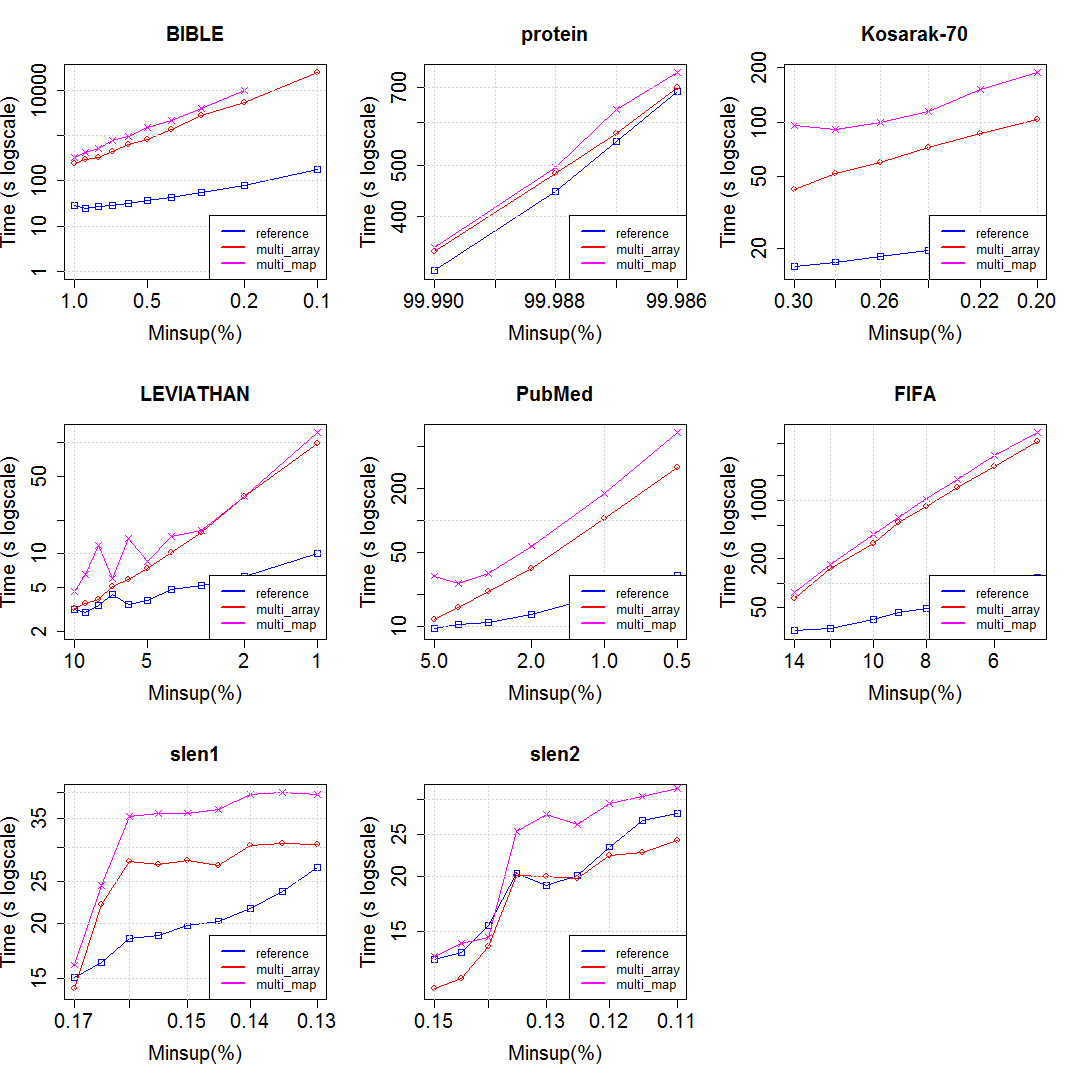 BIBLE
Time (s logscale)
10000
100
10
1
reference
multi_array
multi_map
1.0 0.5 0.2 0.1
Minsup(%)
protein
Time (s logscale)
700
500
400
reference
multi_array
multi_map
99.990 99.988 99.986
Minsup(%)
Kosarak-70
Time (s logscale)
200
100
50
20
reference
multi_array
multi_map
0.30 0.26 0.22 0.20
Minsup(%)
LEVIATHAN
Time (s logscale)
50
10
5
2
reference
multi_array
multi_map
10 5 2 1
Minsup(%)
PubMed
Time (s logscale)
200
50
10
reference
multi_array
multi_map
5.0 2.0 1.0 0.5
Minsup(%)
FIFA
Time (s logscale)
1000
200
50
reference
multi_array
multi_map
14 10 8 6
Minsup(%)
slen1
Time (s logscale)
35
25
20
15
reference
multi_array
multi_map
0.17 0.15 0.14 0.13
Minsup(%)
slen2
Time (s logscale)
25
20
15
reference
multi_array
multi_map
0.15 0.13 0.12 0.11
Minsup(%)